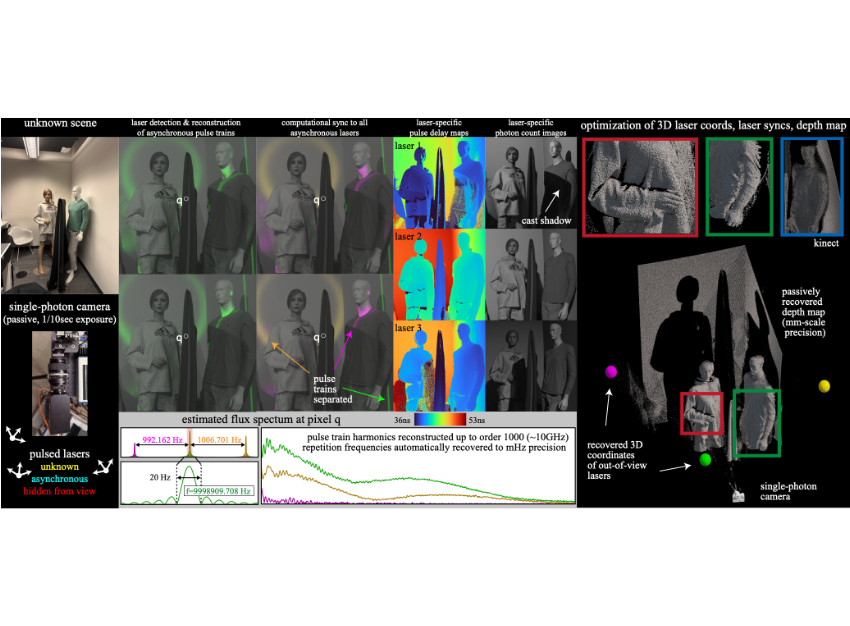 unknown scene
single-photon camera
(passive, 1/10sec exposure)
pulsed lasers
unknown
asynchronous
hidden from view
laser detection & reconstruction
of asynchronous pulse trains
computational sync to all
asynchronous lasers
laser-specific
pulse delay maps
laser-specific
photon count images
q
q
q
q
laser 1
laser 2
laser 3
cast shadow
pulse
trains
separated
36ns
53ns
estimated flux spectrum at pixel q
992,162 Hz
1006.701 Hz
20 Hz
f=9998909.708 Hz
pulse train harmonics reconstructed up to order 1000 (~10GHz)
repetition frequencies automatically recovered to mHz precision
optimization of 3D laser coords, laser syncs, depth map
kinect
passively
recovered
depth map
(mm-scale
precision)
recovered 3D
coordinates
of out-of-view
lasers
single-photon
camera